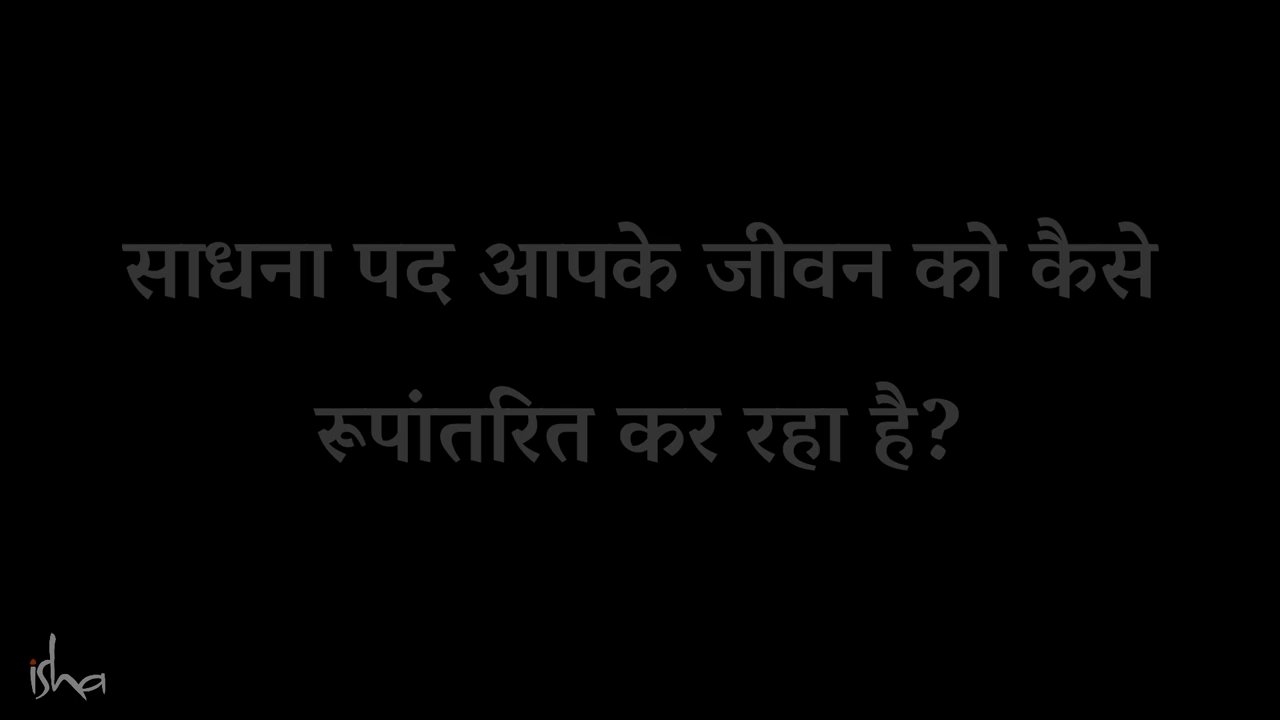 साधना पद आपके जीवन को कैसे
रूपांतरित कर रहा है?
isha